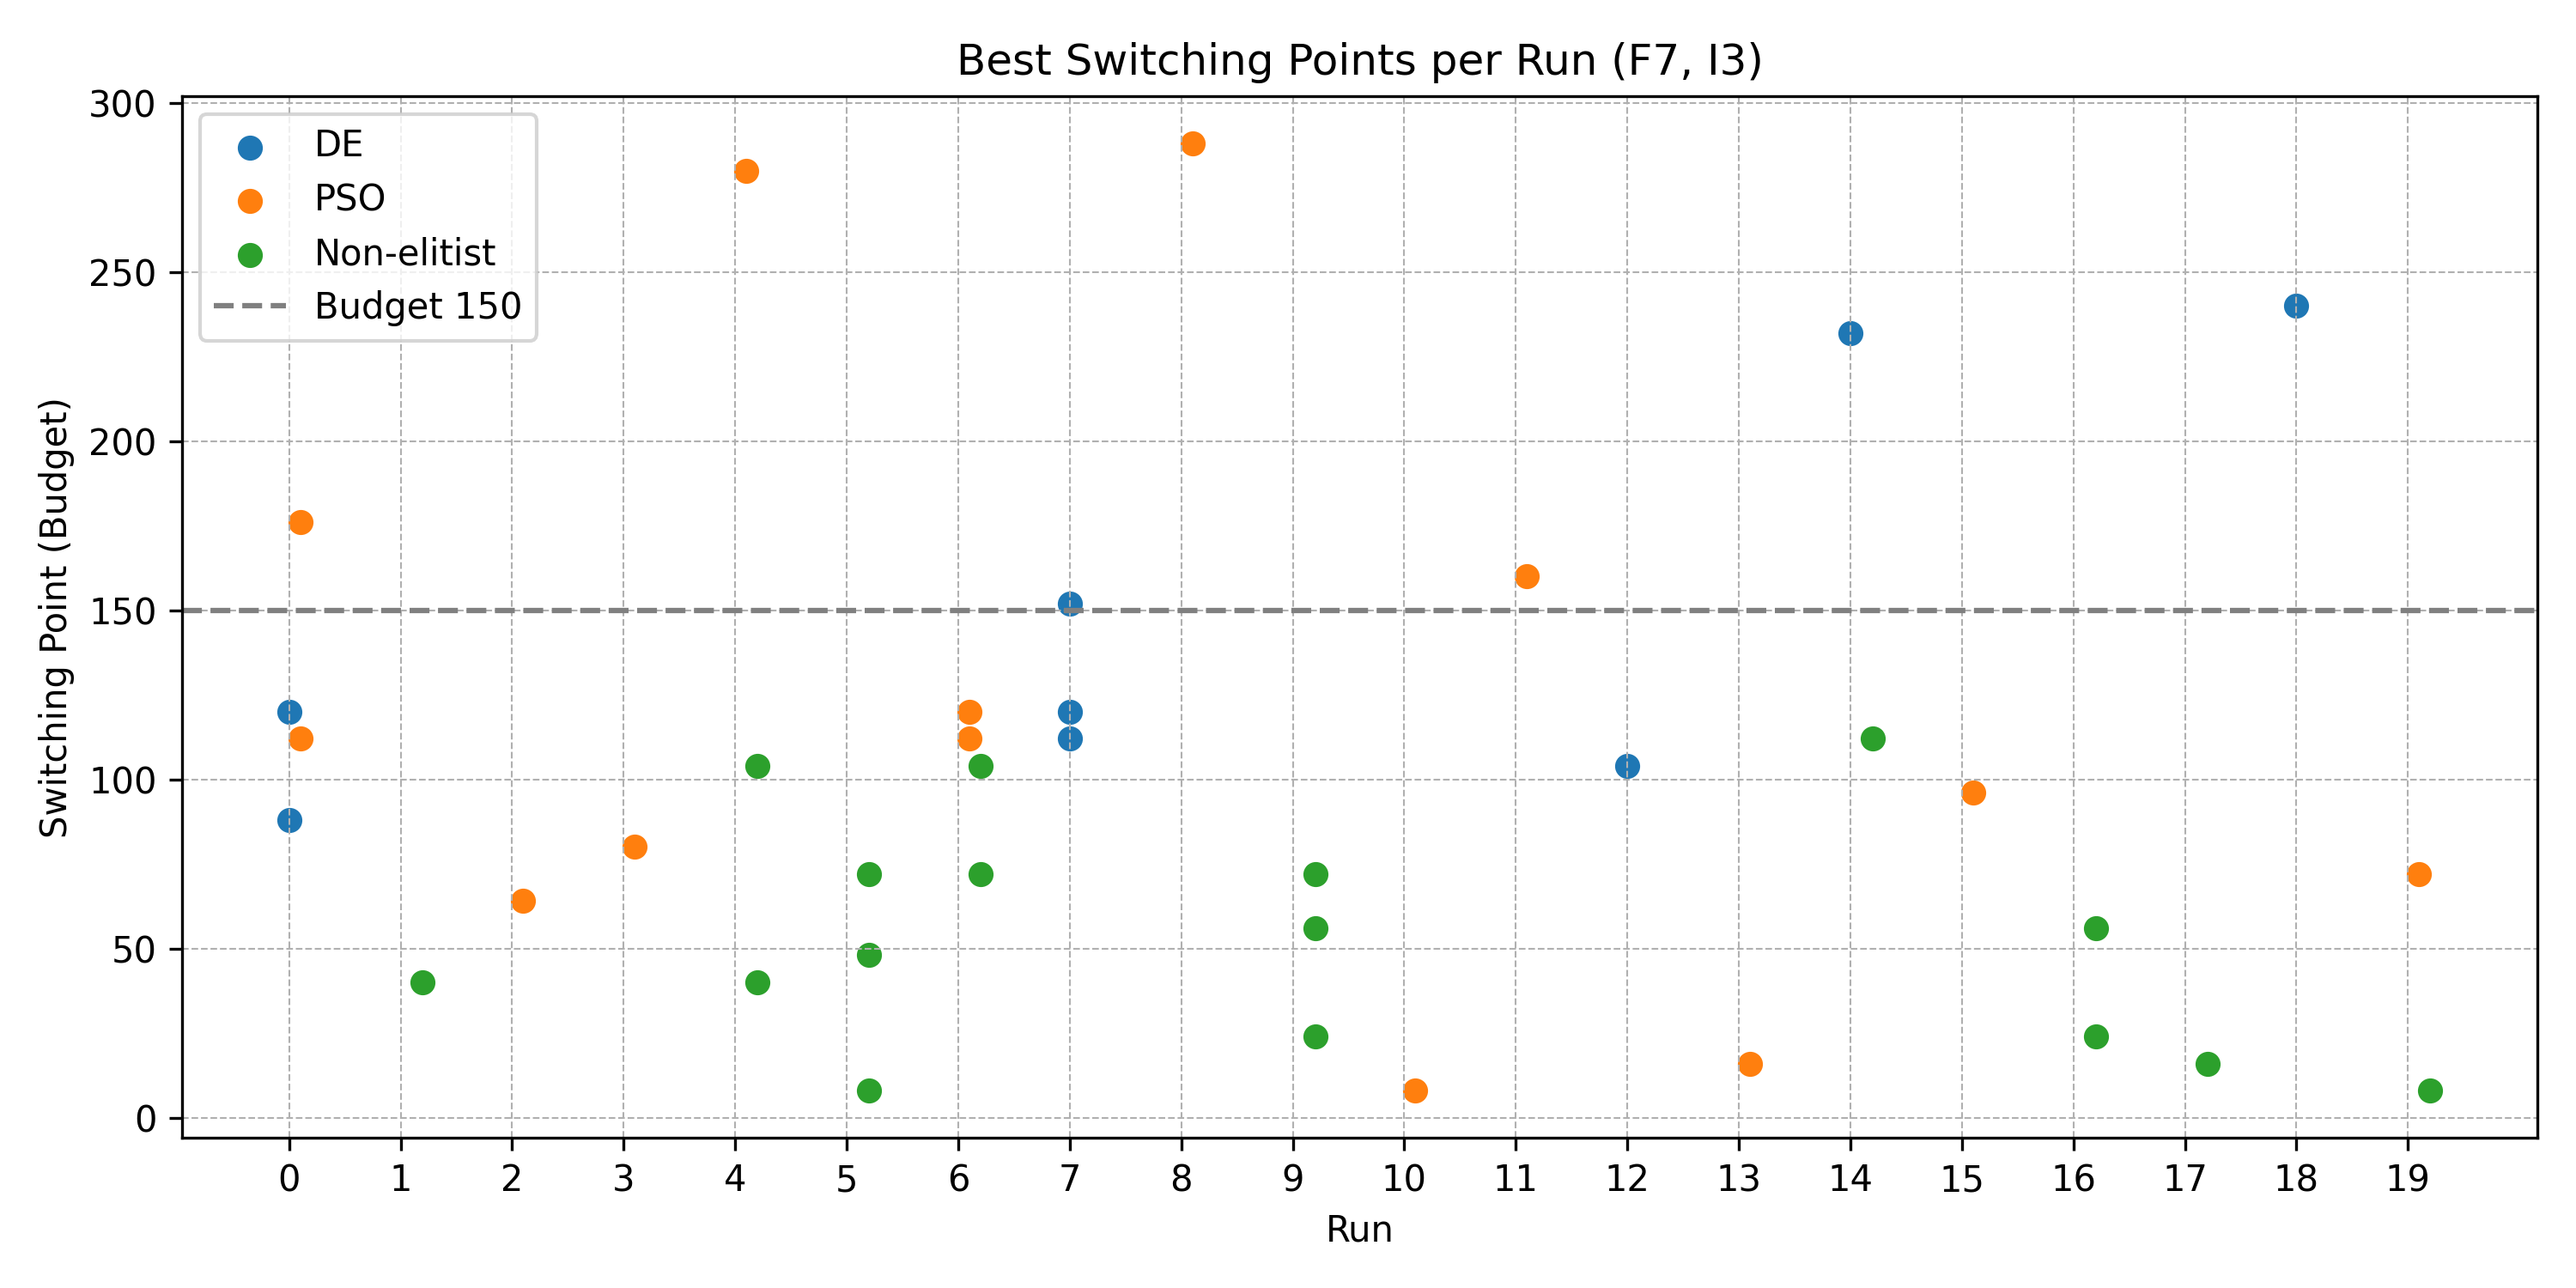 Best Switching Points per Run (F7, I3)
300
250
200
150
100
50
0
Switching Point (Budget)
DE
PSO
Non-elitist
Budget 150
0 1 2 3 4 5 6 7 8 9 10 11 12 13 14 15 16 17 18 19
Run